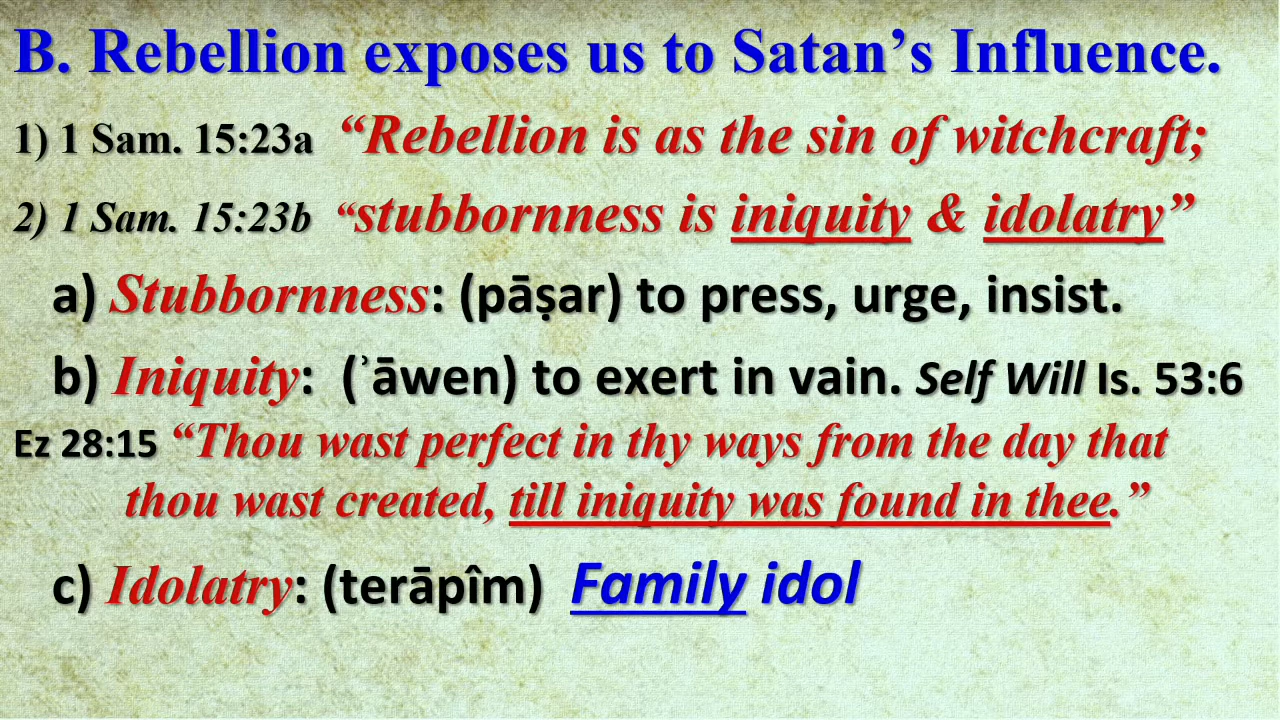 B. Rebellion exposes us to Satan’s Influence.
1) 1 Sam. 15:23a “Rebellion is as the sin of witchcraft;
2) 1 Sam. 15:23b “stubbornness is iniquity & idolatry”
a) Stubbornness: (pāṣar) to press, urge, insist.
b) Iniquity: (ʾāwen) to exert in vain. Self Will Is. 53:6
Ez 28:15 “Thou wast perfect in thy ways from the day that
thou wast created, till iniquity was found in thee.”
c) Idolatry: (terāpîm) Family idol